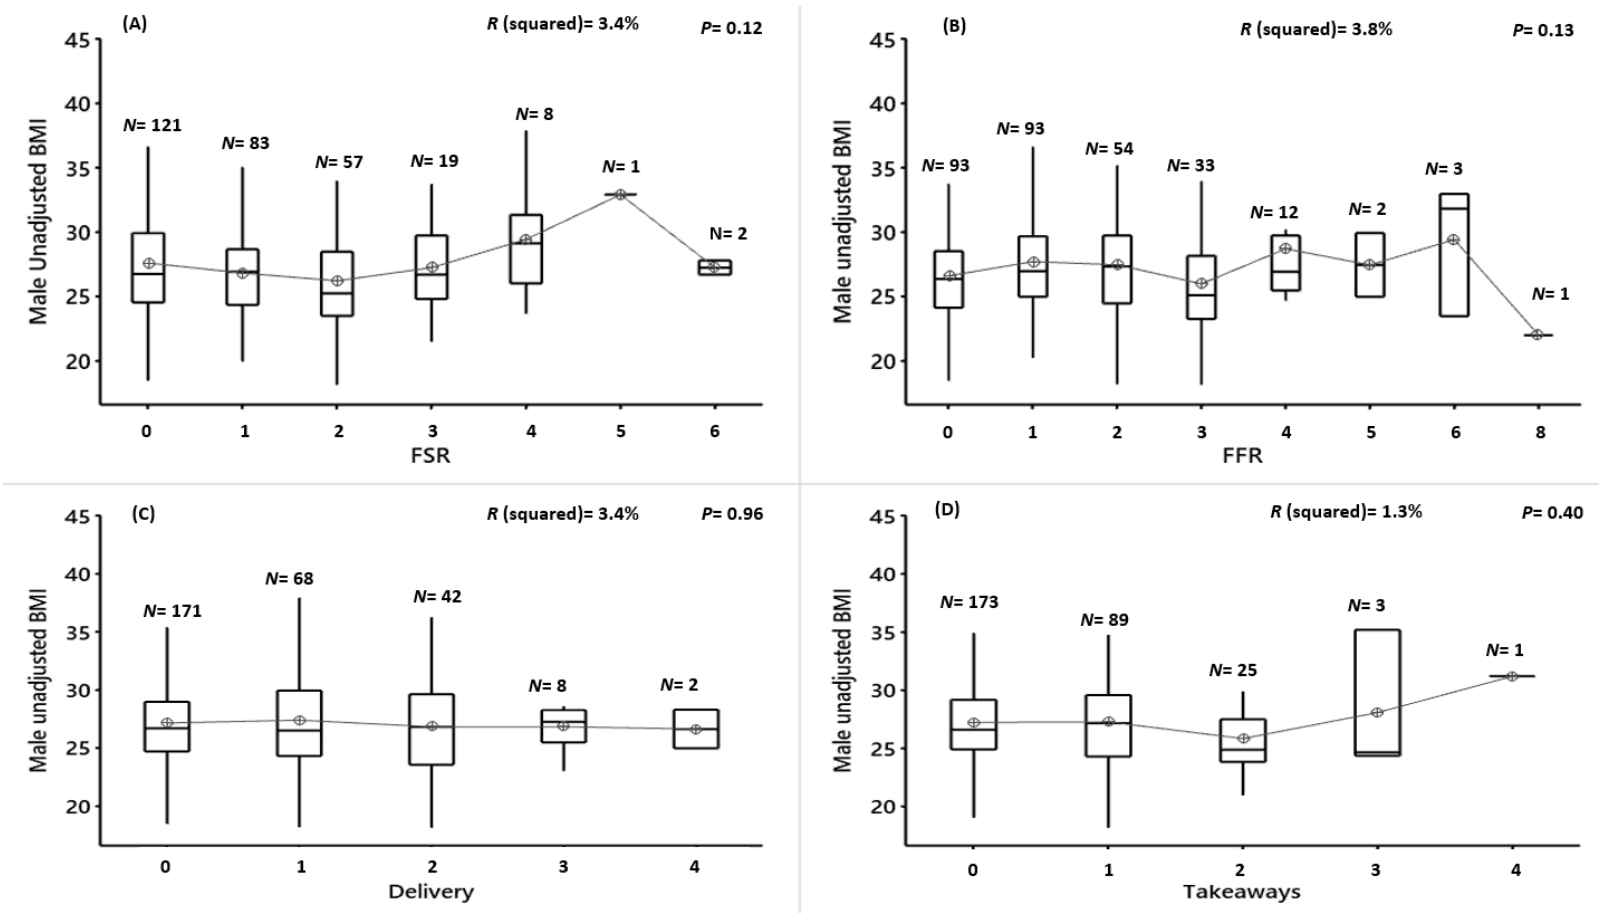 (A)
R (squared)= 3.4%
P= 0.12
Male Unadjusted BMI
45
40
35
30
25
20
N= 121
N= 83
N= 57
N= 19
N= 8
N= 1
N= 2
0 1 2 3 4 5 6
FSR
(B)
R (squared)= 3.8%
P= 0.13
Male unadjusted BMI
45
40
35
30
25
20
N= 93
N= 93
N= 54
N= 33
N= 12
N= 2
N= 3
N= 1
0 1 2 3 4 5 6 8
FFR
(C)
R (squared)= 3.4%
P= 0.96
Male unadjusted BMI
45
40
35
30
25
20
N= 171
N= 68
N= 42
N= 8
N= 2
0 1 2 3 4
Delivery
(D)
R (squared)= 1.3%
P= 0.40
Male unadjusted BMI
45
40
35
30
25
20
N= 173
N= 89
N= 25
N= 3
N= 1
0 1 2 3 4
Takeaways